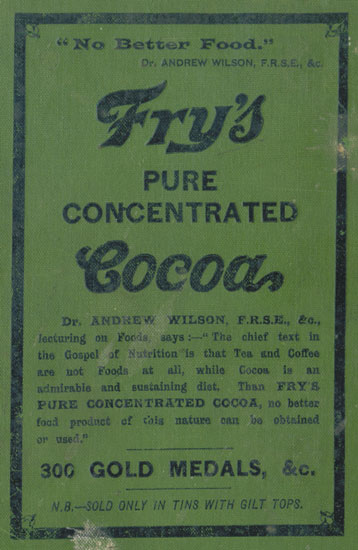 "No Better Food."
Dr. ANDREW WILSON, F.R.S.E., &c.
Fry's
PURE
CONCENTRATED
Cocoa
Dr. ANDREW WILSON, F.R.S.E., &c.,
lecturing on Foods, says:—"The chief text in
the Gospel of Nutrition is that Tea and Coffee
are not Foods at all, while Cocoa is an
admirable and sustaining diet. Than FRY'S
PURE CONCENTRATED COCOA, no better
food product of this nature can be obtained
or used."
300 GOLD MEDALS, &c.
N.B.—SOLD ONLY IN TINS WITH GILT TOPS.